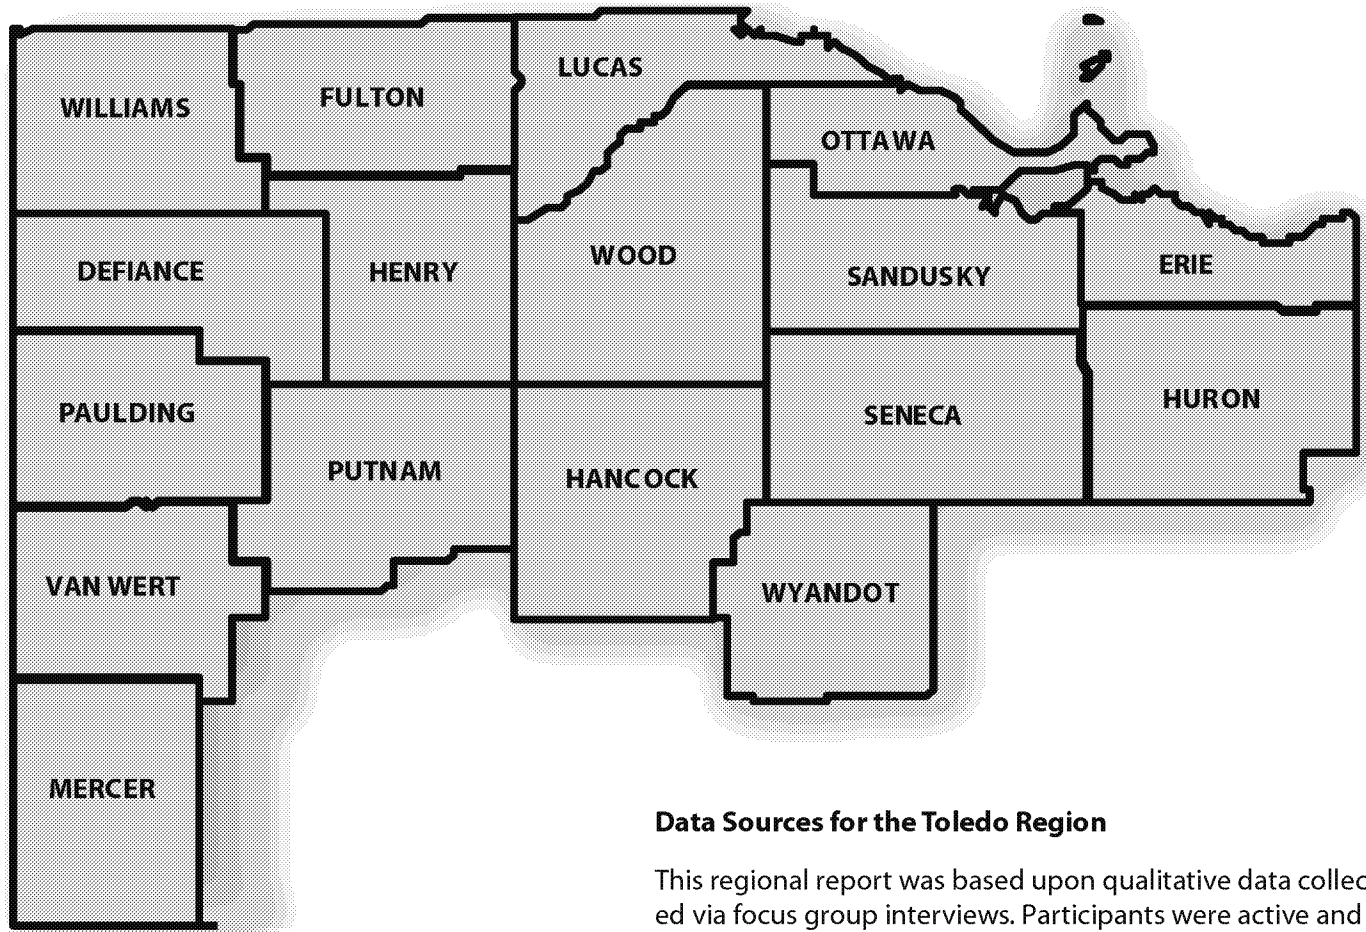 LUCAS
WILLIAMS
FULTON
OTTAWA
WOOD
DEFIANCE
HENRY
SANDUSKY
ERIE
PAULDING
SENECA
HURON
PUTNAM
HANCOCK
VAN WERT
WYANDOT
MERCER
Data Sources for the Toledo Region
This regional report was based upon qualitative data collec
ed via focus group interviews. Participants were active and